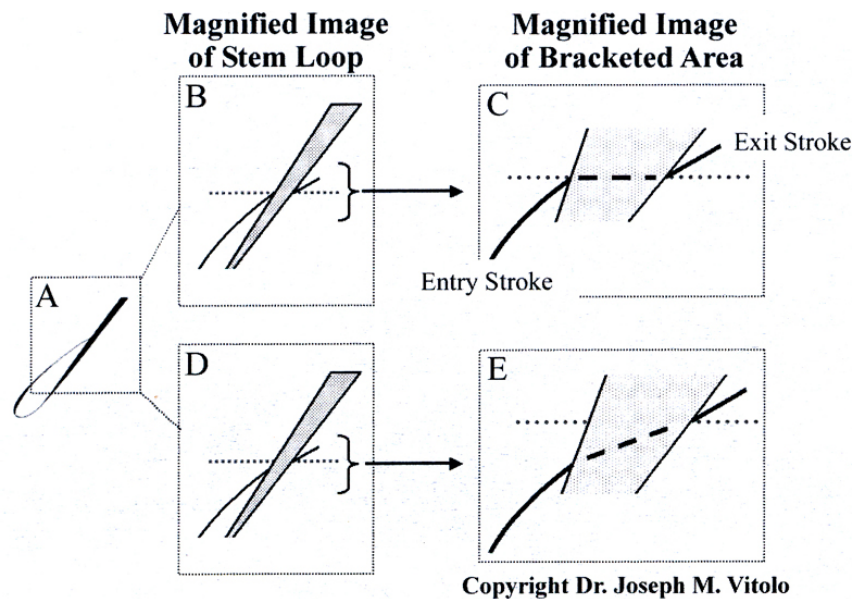 Magnified Image
of Stem Loop
Magnified Image
of Bracketed Area
B
C
Exit Stroke
Entry Stroke
A
D
E
Copyright Dr. Joseph M. Vitolo